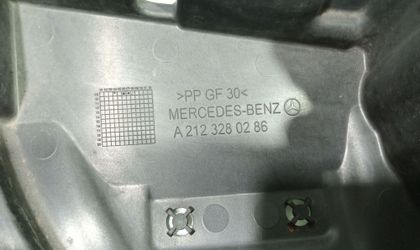 >PP GF 30<
MERCEDES-BENZ
A 212 328 02 86